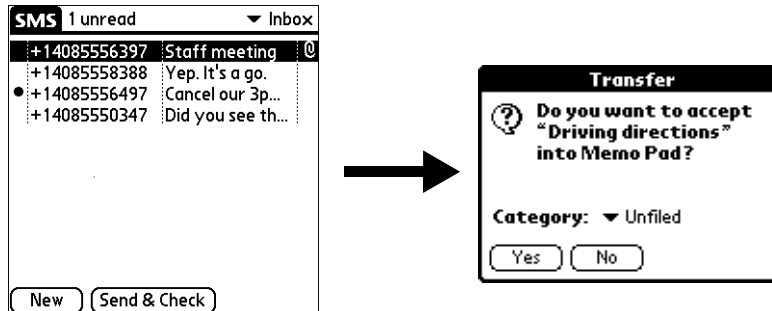 SMS 1 unread Inbox
+14085556397 Staff meeting
+14085558388 Yep. It's a go.
+14085556497 Cancel our 3p...
+14085550347 Did you see th...
New Send & Check
Transfer
Do you want to accept
“Driving directions”
into Memo Pad?
Category: Unfiled
Yes No